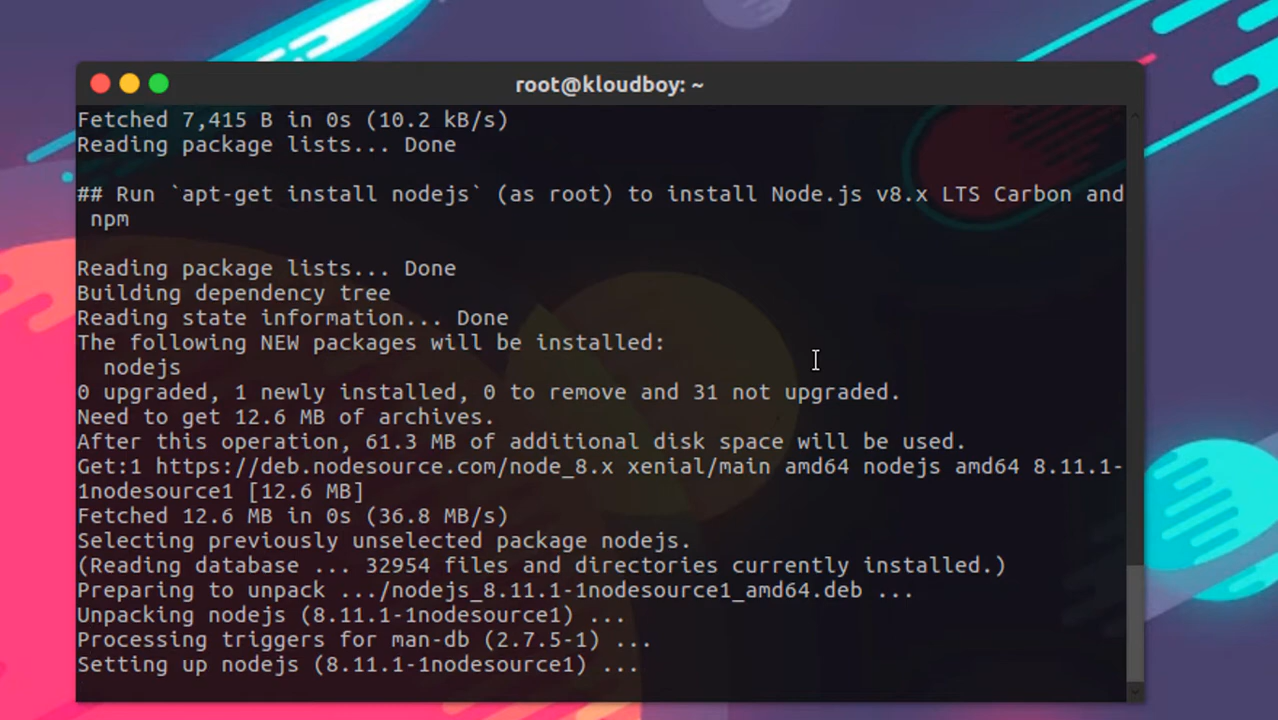 root@kloudboy: ~
Fetched 7,415 B in 0s (10.2 kB/s)
Reading package lists... Done
## Run `apt-get install nodejs` (as root) to install Node.js v8.x LTS Carbon and
 npm
Reading package lists... Done
Building dependency tree
Reading state information... Done
The following NEW packages will be installed:
  nodejs
0 upgraded, 1 newly installed, 0 to remove and 31 not upgraded.
Need to get 12.6 MB of archives.
After this operation, 61.3 MB of additional disk space will be used.
Get:1 https://deb.nodesource.com/node_8.x xenial/main amd64 nodejs amd64 8.11.1-
1nodesource1 [12.6 MB]
Fetched 12.6 MB in 0s (36.8 MB/s)
Selecting previously unselected package nodejs.
(Reading database ... 32954 files and directories currently installed.)
Preparing to unpack .../nodejs_8.11.1-1nodesource1_amd64.deb ...
Unpacking nodejs (8.11.1-1nodesource1) ...
Processing triggers for man-db (2.7.5-1) ...
Setting up nodejs (8.11.1-1nodesource1) ...